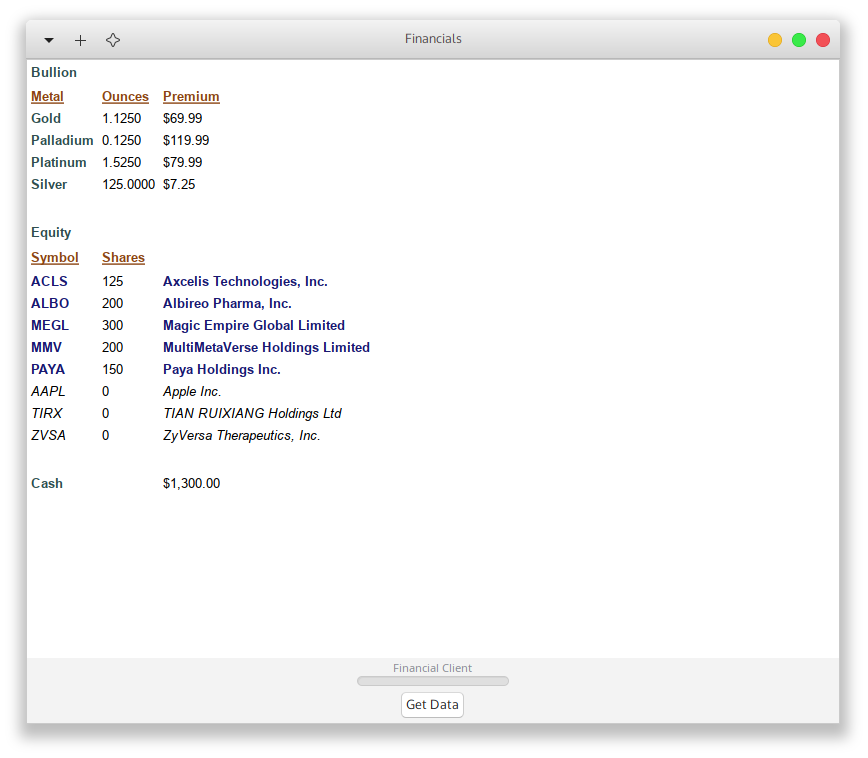 Financials
Bullion
Metal Ounces Premium
Gold 1.1250 $69.99
Palladium 0.1250 $119.99
Platinum 1.5250 $79.99
Silver 125.0000 $7.25
Equity
Symbol Shares
ACLS 125 Axcelis Technologies, Inc.
ALBO 200 Albireo Pharma, Inc.
MEGL 300 Magic Empire Global Limited
MMV 200 MultiMetaVerse Holdings Limited
PAYA 150 Paya Holdings Inc.
AAPL 0 Apple Inc.
TIRX 0 TIAN RUIXIANG Holdings Ltd
ZVSA 0 ZyVersa Therapeutics, Inc.
Cash $1,300.00
Financial Client
Get Data